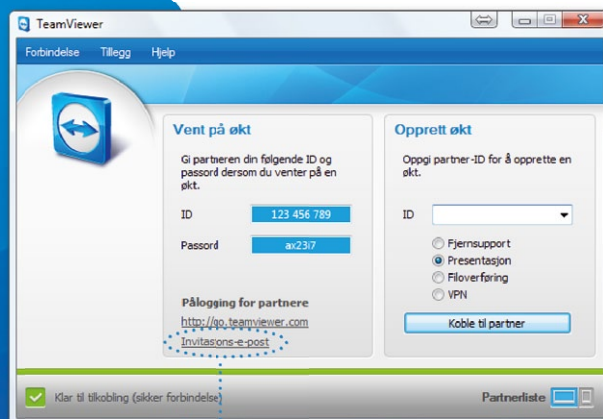 TeamViewer
Forbindelse Tillegg Hjelp
Vent på økt
Gi partneren din følgende ID og
passord dersom du venter på en
økt.
ID 123 456 789
Passord ax23i7
Pålogging for partnere
http://go.teamviewer.com
Invitasjons-e-post
Opprett økt
Oppgi partner-ID for å opprette en
økt.
ID
Fjernsupport
Presentasjon
Filoverføring
VPN
Koble til partner
Klar til tilkobling (sikker forbindelse)
Partnerliste